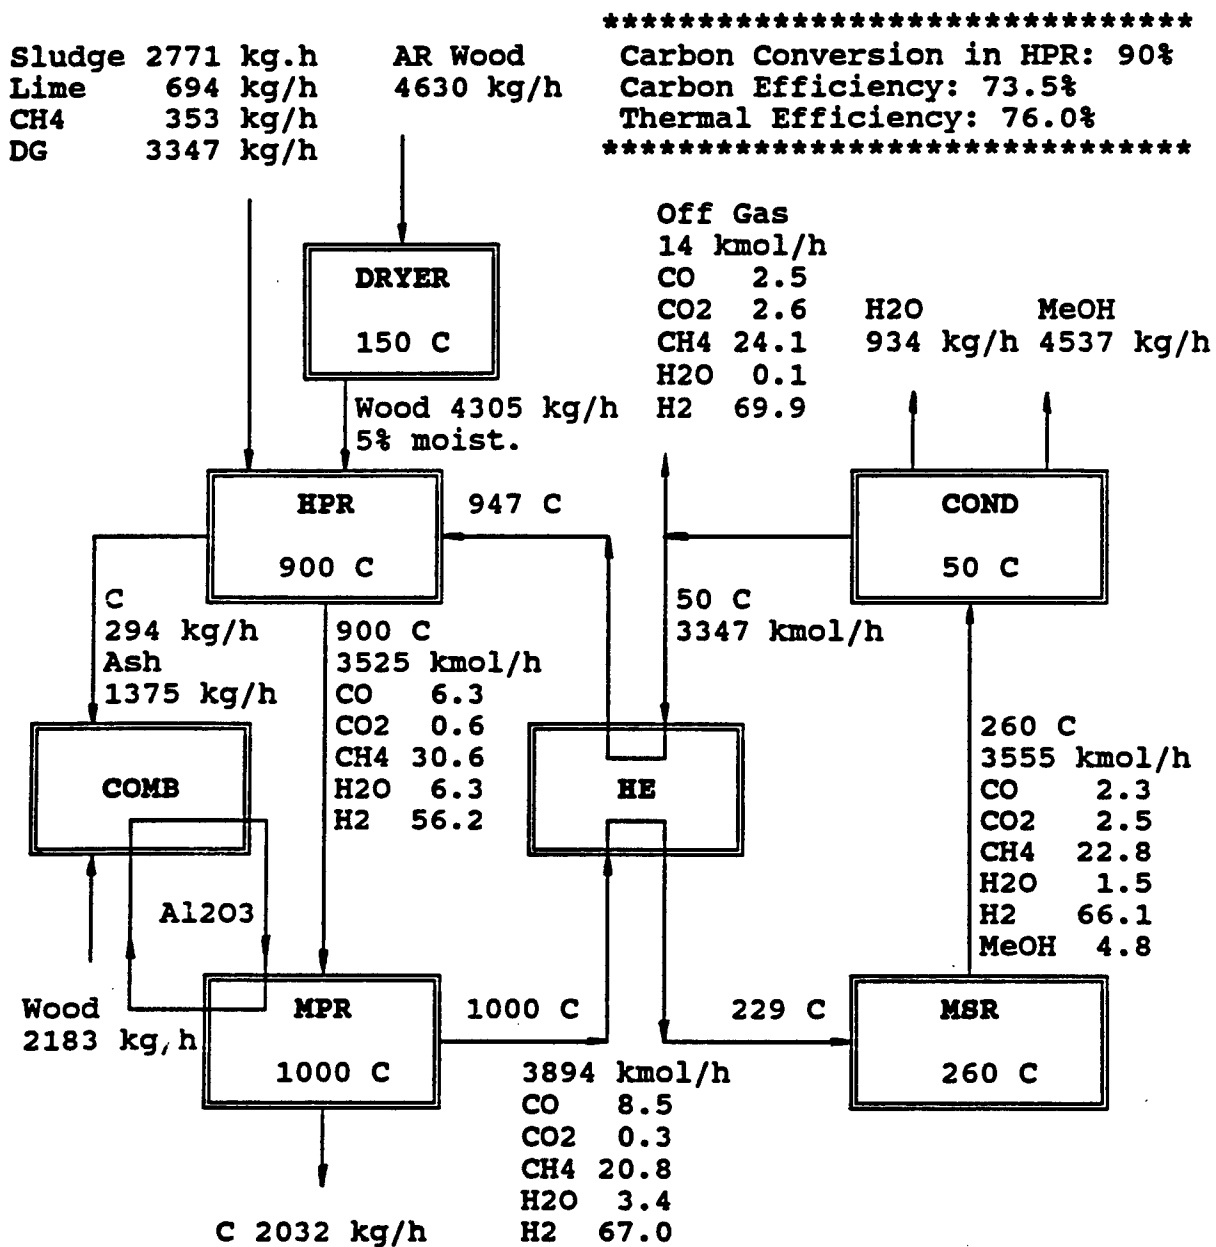 Sludge 2771 kg.h
Lime 694 kg/h
CH4 353 kg/h
DG 3347 kg/h
AR Wood
4630 kg/h
*******************************
Carbon Conversion in HPR: 90%
Carbon Efficiency: 73.5%
Thermal Efficiency: 76.0%
*******************************
DRYER
150 C
Off Gas
14 kmol/h
CO 2.5
CO2 2.6
CH4 24.1
H2O 0.1
H2 69.9
H2O
934 kg/h
MeOH
4537 kg/h
Wood 4305 kg/h
5% moist.
HPR
900 C
947 C
COND
50 C
C
294 kg/h
Ash
1375 kg/h
900 C
3525 kmol/h
CO 6.3
CO2 0.6
CH4 30.6
H2O 6.3
H2 56.2
50 C
3347 kmol/h
COMB
HE
260 C
3555 kmol/h
CO 2.3
CO2 2.5
CH4 22.8
H2O 1.5
H2 66.1
MeOH 4.8
Al2O3
Wood
2183 kg,h
MPR
1000 C
1000 C
229 C
MSR
260 C
3894 kmol/h
CO 8.5
CO2 0.3
CH4 20.8
H2O 3.4
H2 67.0
C 2032 kg/h